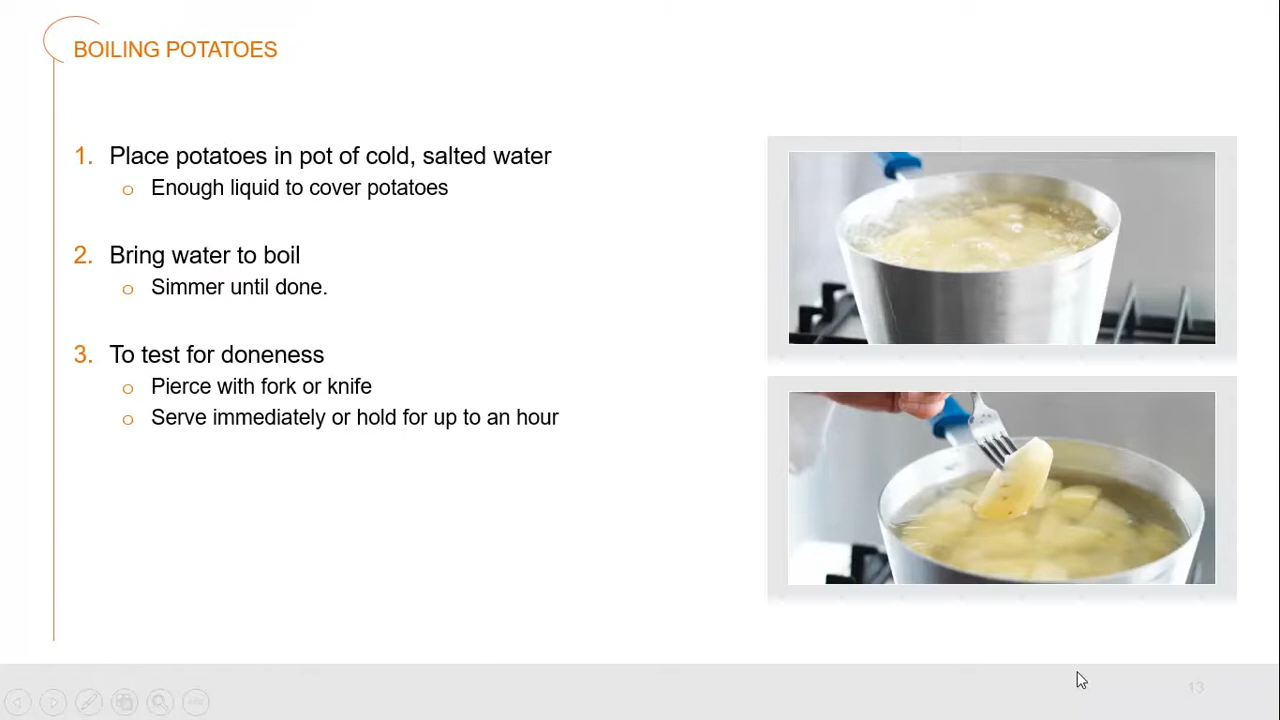 BOILING POTATOES
1. Place potatoes in pot of cold, salted water
o Enough liquid to cover potatoes
2. Bring water to boil
o Simmer until done.
3. To test for doneness
o Pierce with fork or knife
o Serve immediately or hold for up to an hour
13